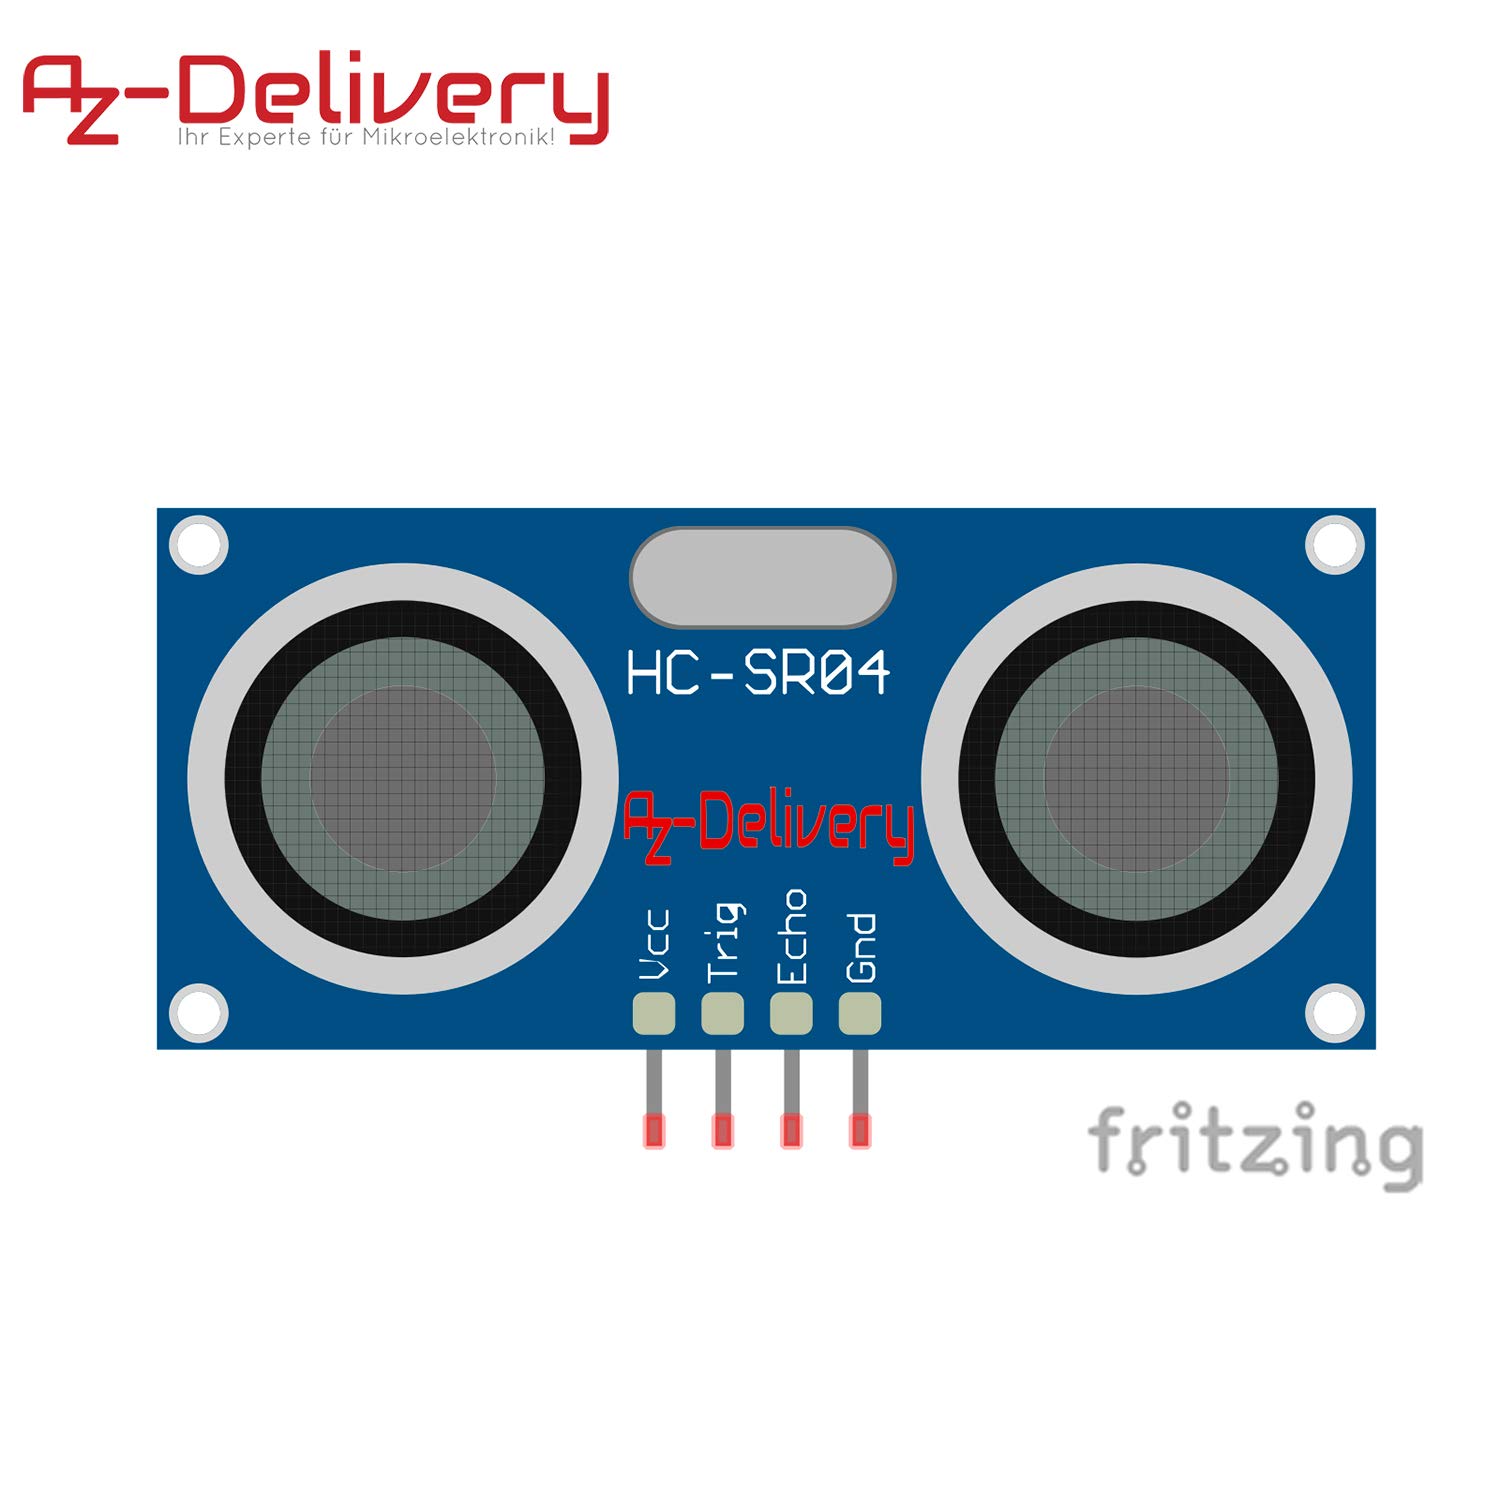 Az-Delivery
Ihr Experte für Mikroelektronik!
HC-SR04
Az-Delivery
Vcc
Trig
Echo
Gnd
fritzing